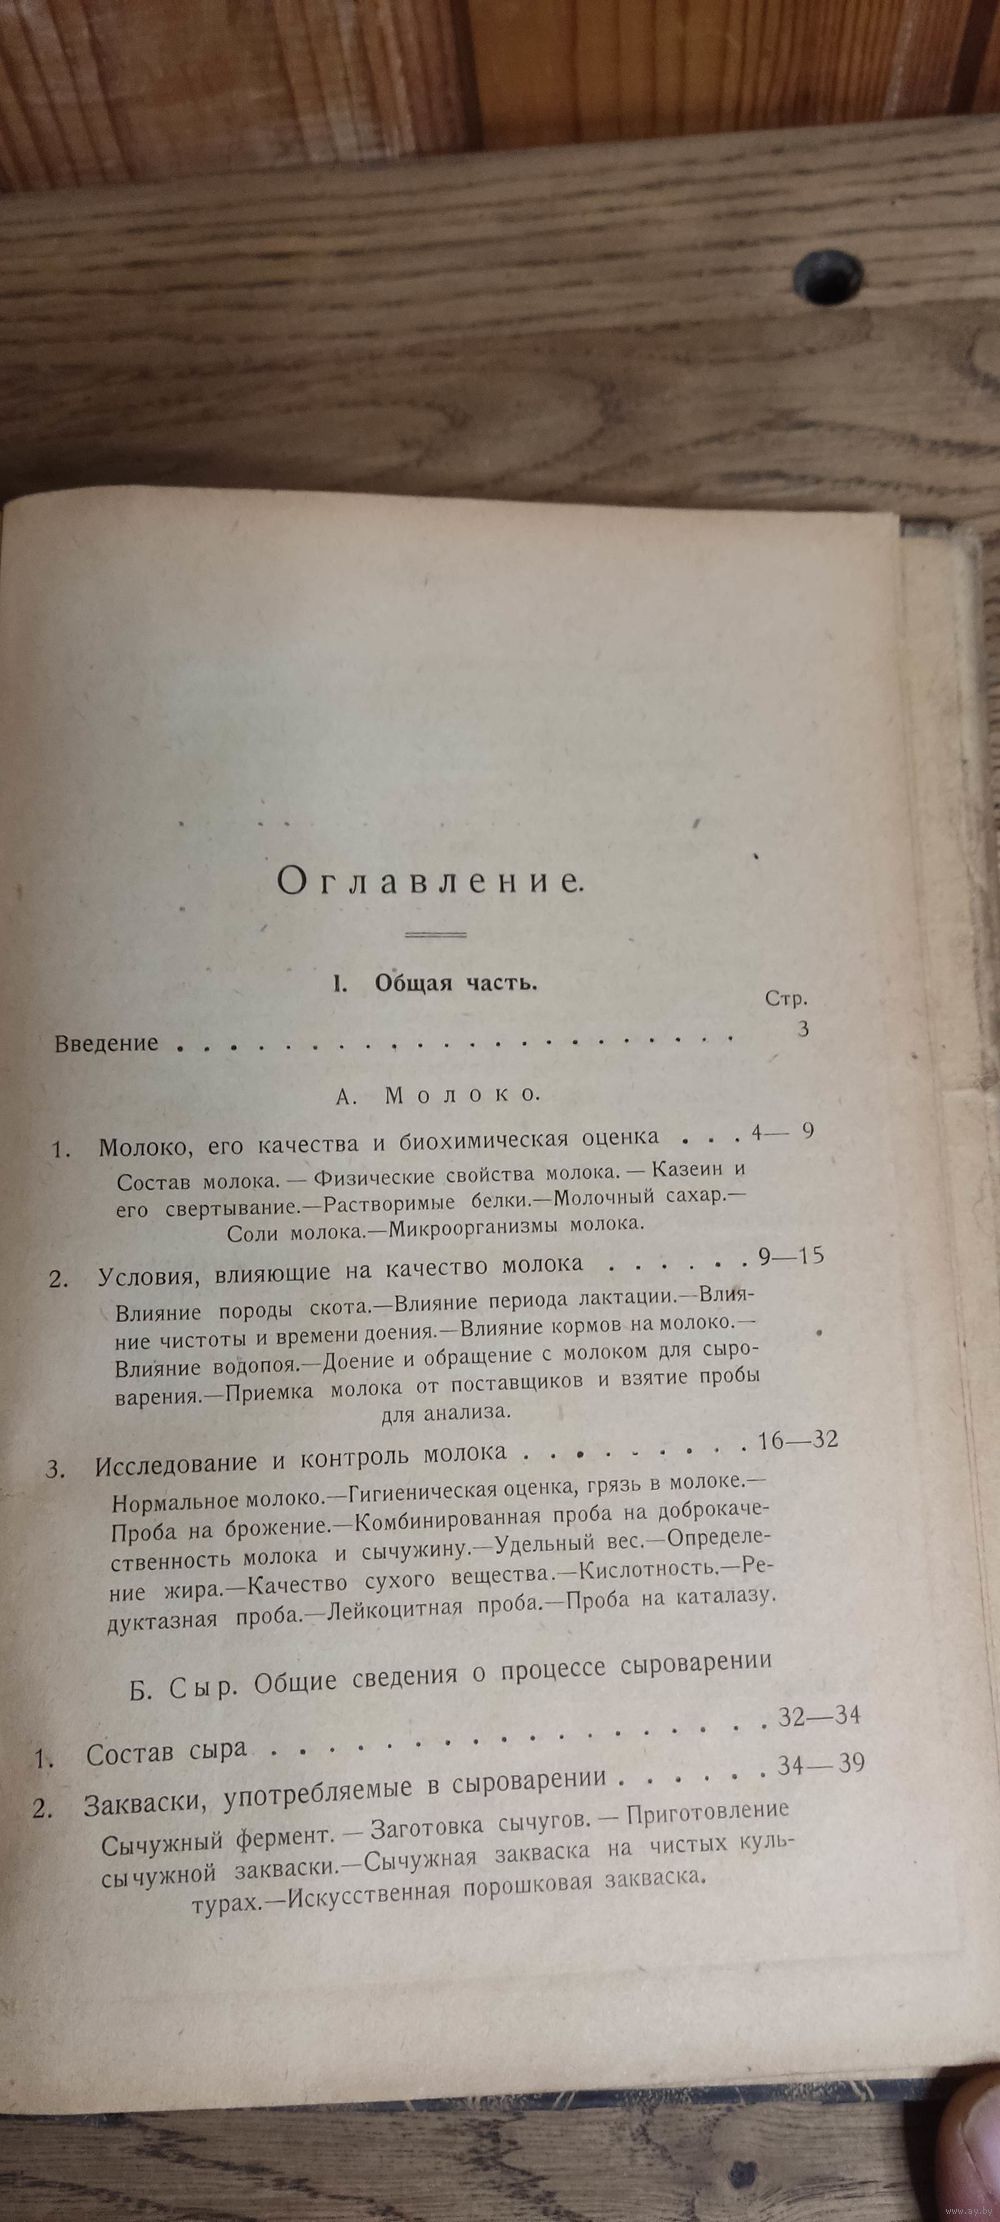 Оглавление.
I. Общая часть.
Стр.
Введение . . . . . . . . . . . . . . . . . . . . . . 3
А. Молоко.
1. Молоко, его качества и биохимическая оценка . . . 4— 9
Состав молока. — Физические свойства молока. — Казеин и
его свертывание.—Растворимые белки.—Молочный сахар.—
Соли молока.—Микроорганизмы молока.
2. Условия, влияющие на качество молока . . . . . . 9—15
Влияние породы скота.—Влияние периода лактации.—Влия-
ние чистоты и времени доения.—Влияние кормов на молоко.—
Влияние водопоя.—Доение и обращение с молоком для сыро-
варения.—Приемка молока от поставщиков и взятие пробы
для анализа.
3. Исследование и контроль молока . . . . . . . . . 16—32
Нормальное молоко.—Гигиеническая оценка, грязь в молоке.—
Проба на брожение.—Комбинированная проба на доброкаче-
ственность молока и сычужину.—Удельный вес.—Определе-
ние жира.—Качество сухого вещества.—Кислотность.—Ре-
дуктазная проба.—Лейкоцитная проба.—Проба на каталазу.
Б. Сыр. Общие сведения о процессе сыроварении
1. Состав сыра . . . . . . . . . . . . . . . . . . 32—34
2. Закваски, употребляемые в сыроварении . . . . . . 34—39
Сычужный фермент. — Заготовка сычугов. — Приготовление
сычужной закваски.—Сычужная закваска на чистых куль-
турах.—Искусственная порошковая закваска.
www.ay.by